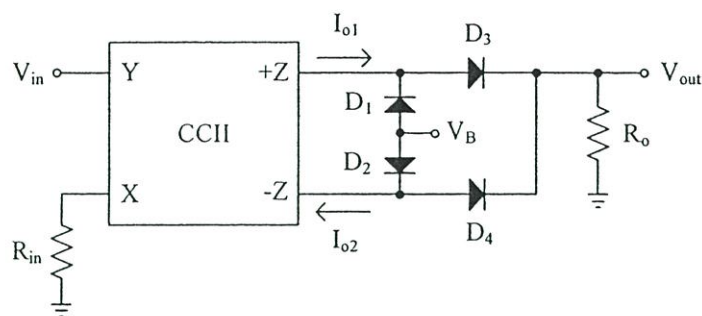 I_o1
D_3
V_in
Y
+Z
V_out
D_1
CCII
V_B
R_o
D_2
X
-Z
D_4
R_in
I_o2